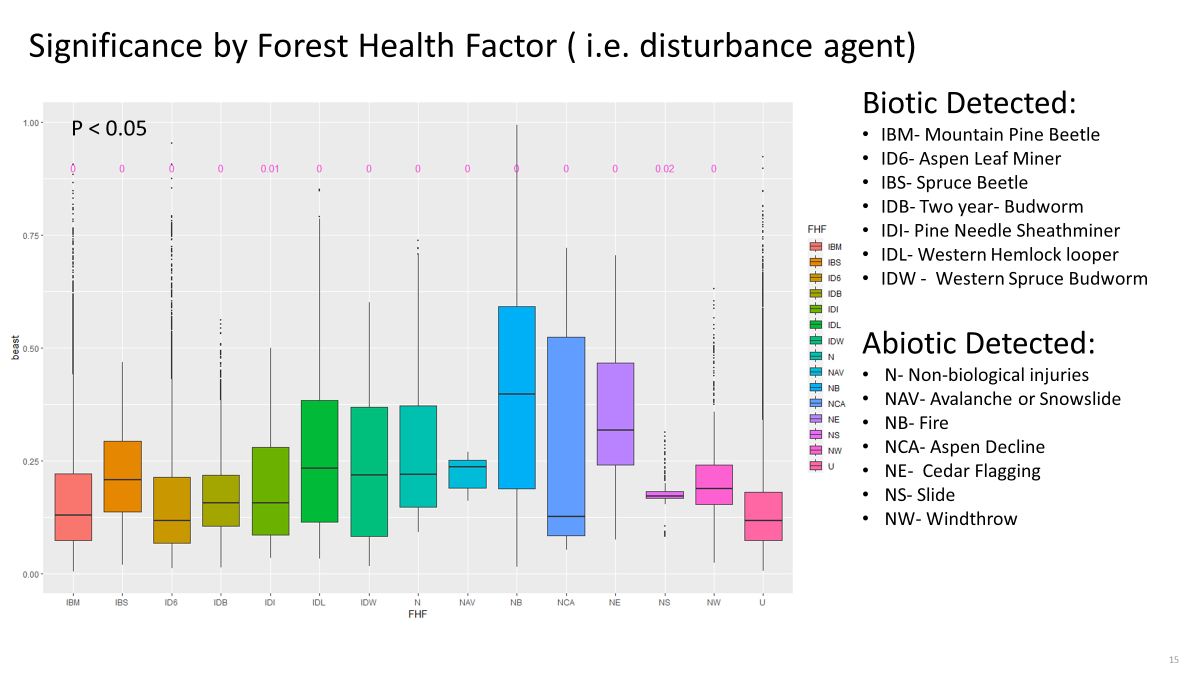 Significance by Forest Health Factor ( i.e. disturbance agent)
P < 0.05
1.00
0.75
0.50
0.25
0.00
beast
0 0 0 0 0.01 0 0 0 0 0 0 0 0.02 0
IBM IBS ID6 IDB IDI IDL IDW N NAV NB NCA NE NS NW U
FHF
FHF
IBM
IBS
ID6
IDB
IDI
IDL
IDW
N
NAV
NB
NCA
NE
NS
NW
U
Biotic Detected:
• IBM- Mountain Pine Beetle
• ID6- Aspen Leaf Miner
• IBS- Spruce Beetle
• IDB- Two year- Budworm
• IDI- Pine Needle Sheathminer
• IDL- Western Hemlock looper
• IDW - Western Spruce Budworm
Abiotic Detected:
• N- Non-biological injuries
• NAV- Avalanche or Snowslide
• NB- Fire
• NCA- Aspen Decline
• NE- Cedar Flagging
• NS- Slide
• NW- Windthrow
15